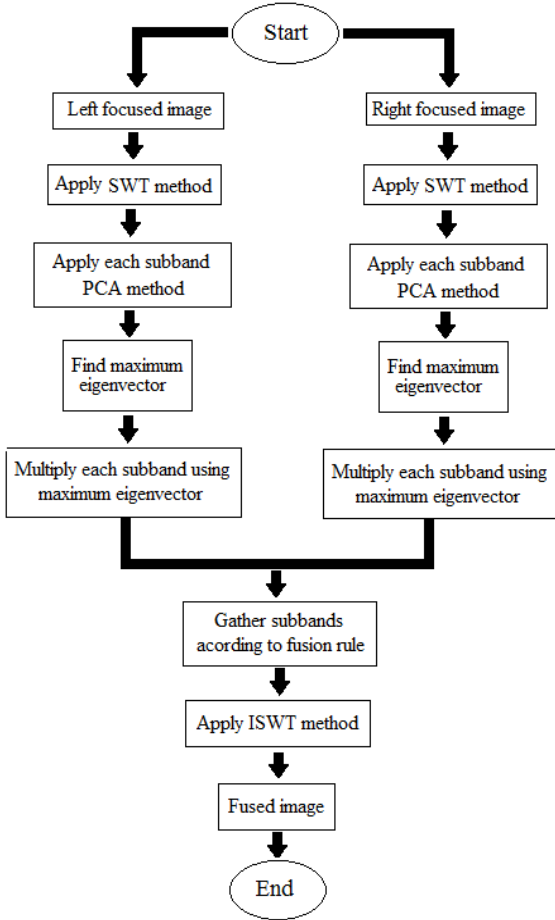 Start
Left focused image
Right focused image
Apply SWT method
Apply SWT method
Apply each subband
PCA method
Apply each subband
PCA method
Find maximum
eigenvector
Find maximum
eigenvector
Multiply each subband using
maximum eigenvector
Multiply each subband using
maximum eigenvector
Gather subbands
acording to fusion rule
Apply ISWT method
Fused image
End